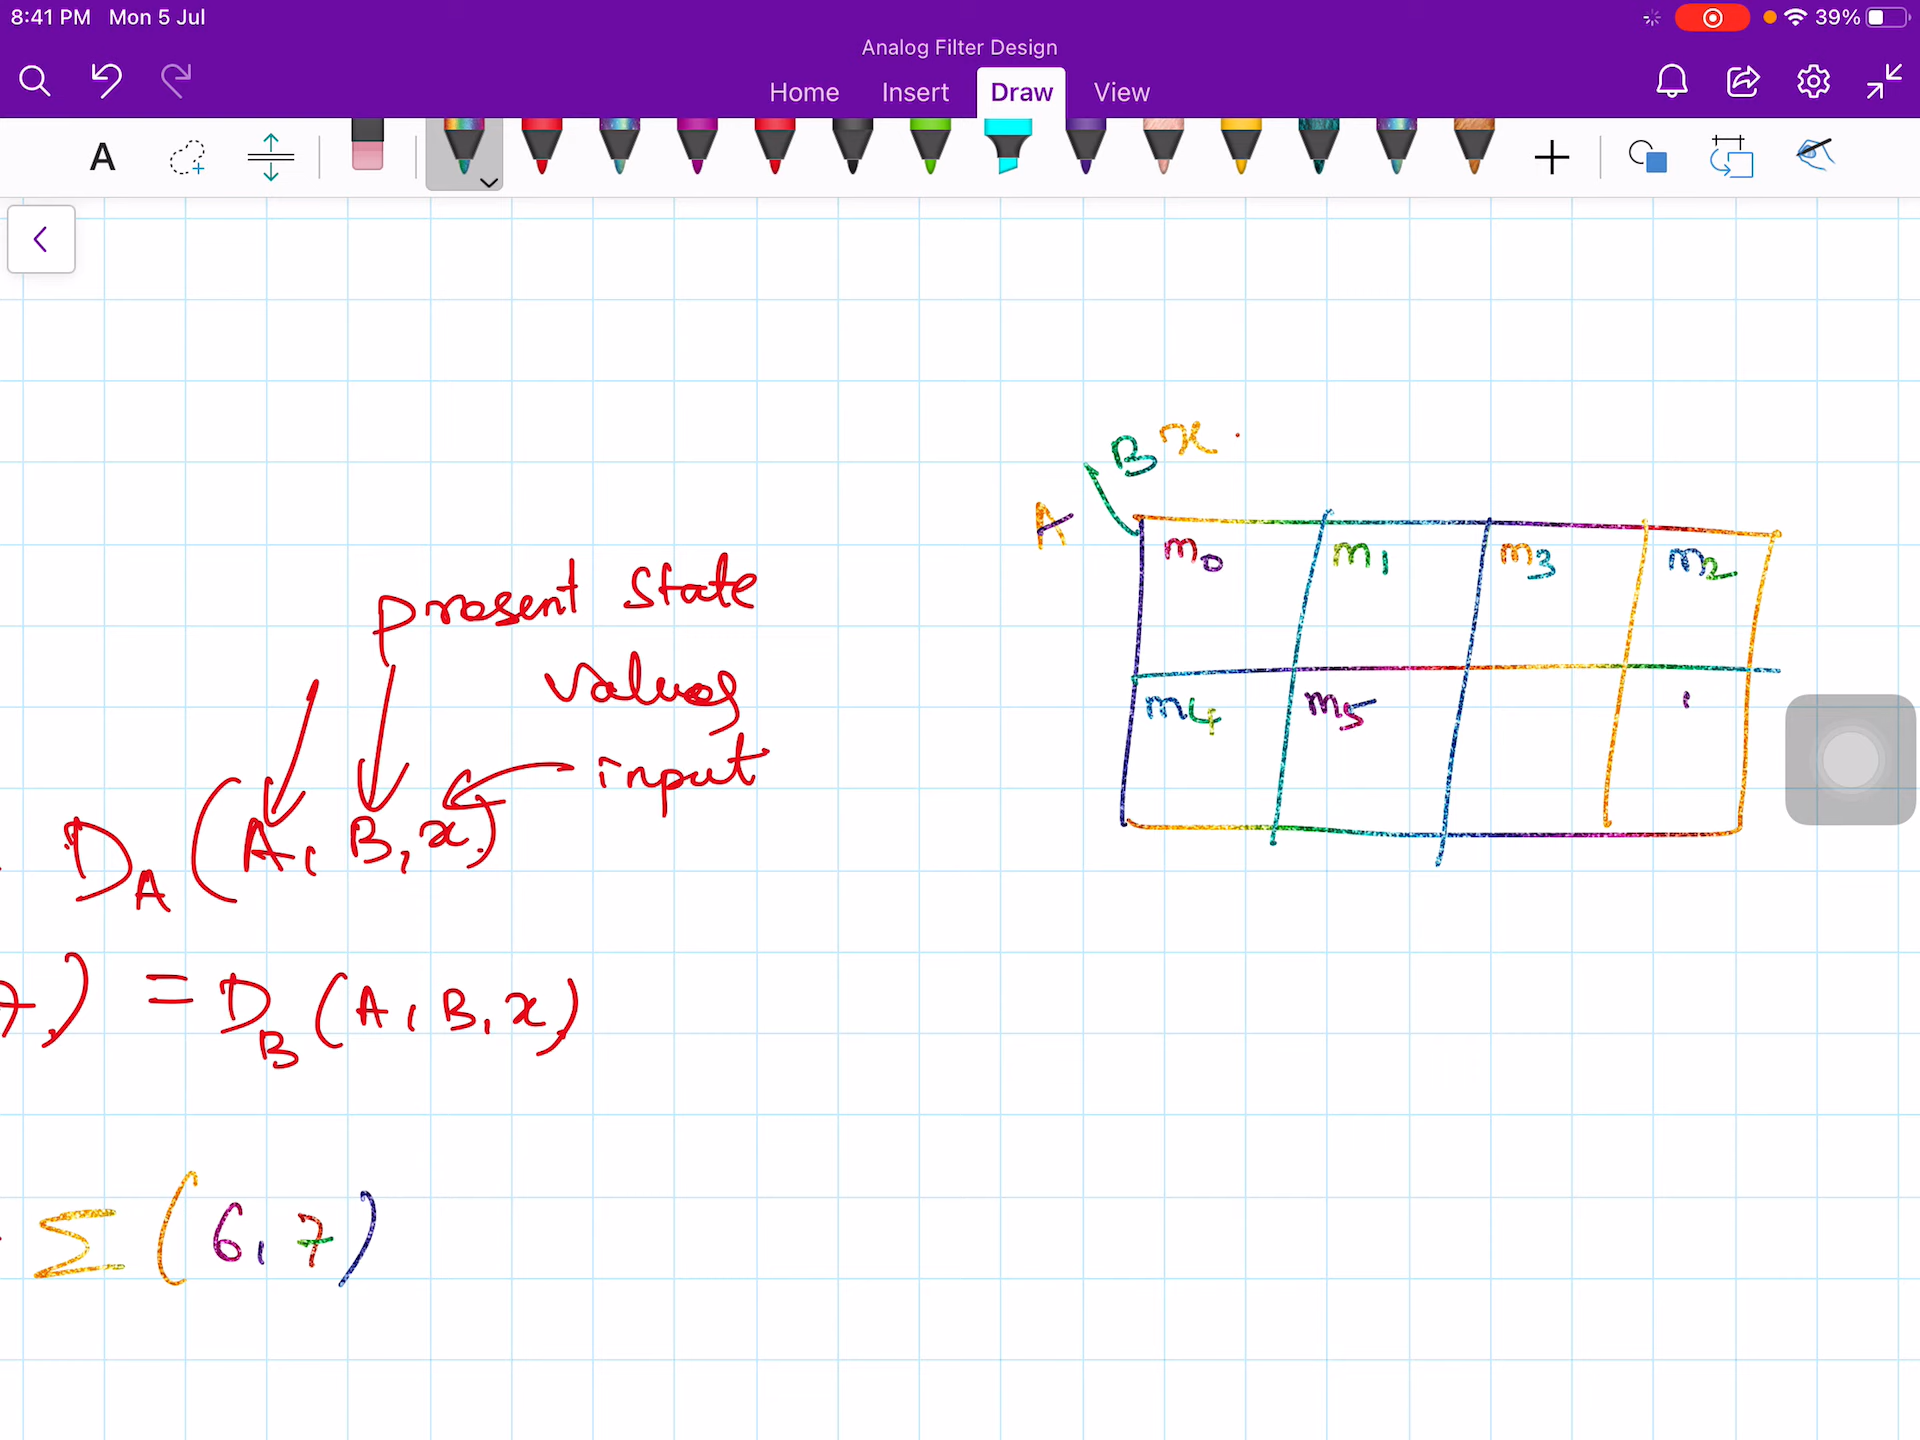 8:41 PM Mon 5 Jul
39%
Analog Filter Design
Home Insert Draw View
A
B x
A
m0 m1 m3 m2
m4 m5
present state
values
input
DA (A, B, x)
7,) = DB (A, B, x)
Σ (6, 7)